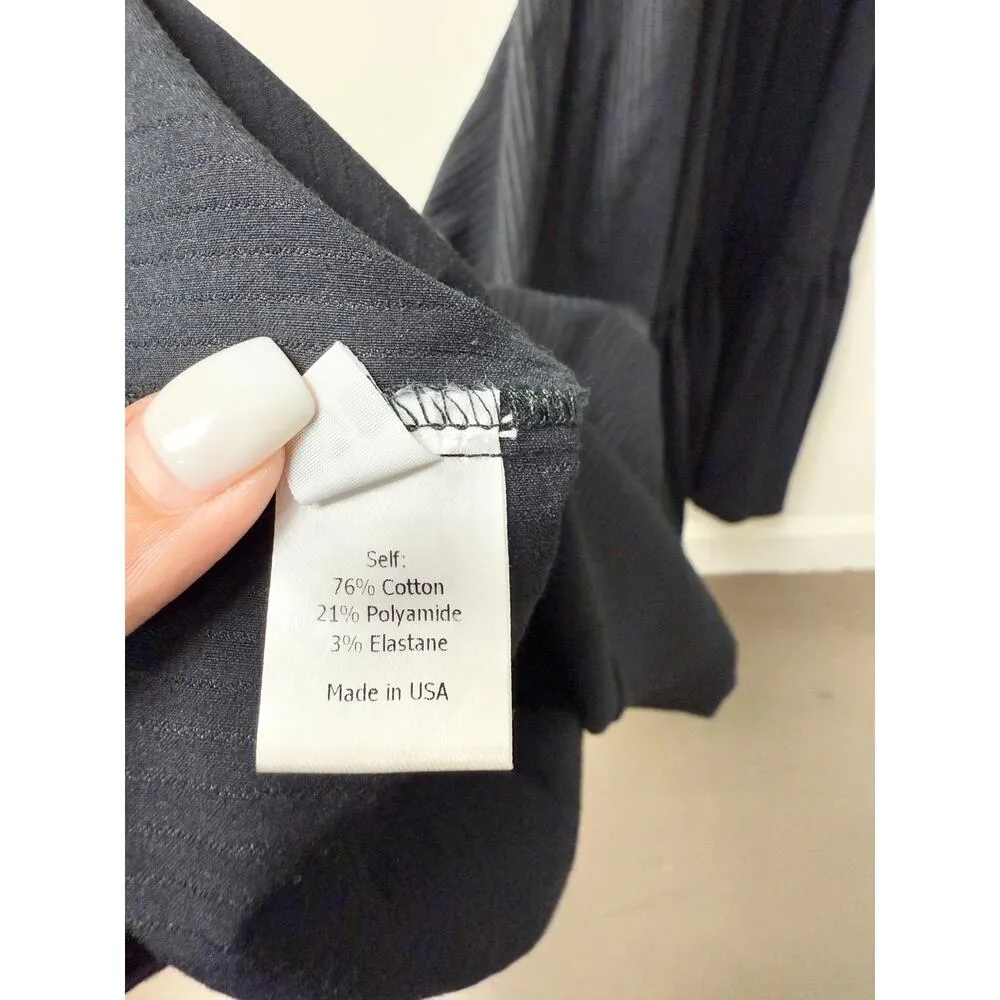 Self:
76% Cotton
21% Polyamide
3% Elastane
Made in USA